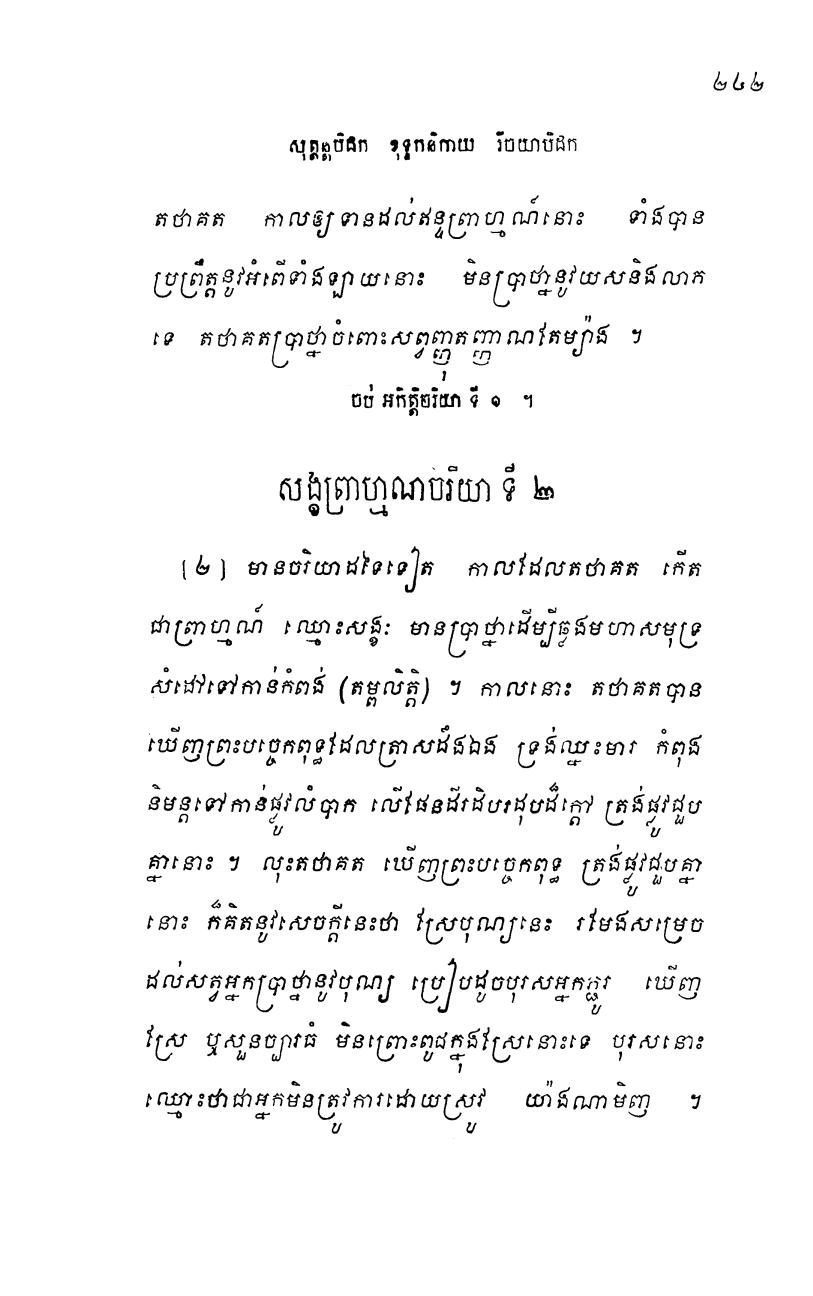 ២៤២
សុត្តន្តបិដក ខុទ្ទកនិកាយ ចរិយាបិដក
តថាគត កាលឲ្យទានដល់ឥន្ទព្រាហ្មណ៍នោះ ទាំងបាន
ប្រព្រឹត្តនូវអំពើទាំងឡាយនោះ មិនប្រាថ្នានូវយសនិងលាភ
ទេ តថាគតប្រាថ្នាចំពោះសព្វញ្ញុតញ្ញាណតែម្យ៉ាង ។
ចប់ អកិត្តិចរិយា ទី ១ ។
សង្ខព្រាហ្មណចរិយា ទី ២
[២] មានចរិយាដទៃទៀត កាលដែលតថាគត កើត
ជាព្រាហ្មណ៍ ឈ្មោះសង្ខៈ មានប្រាថ្នាដើម្បីឆ្លងមហាសមុទ្រ
សំដៅទៅកាន់កំពង់ (តម្ពលិត្តិ) ។ កាលនោះ តថាគតបាន
ឃើញព្រះបច្ចេកពុទ្ធដែលត្រាស់ដឹងឯង ទ្រង់ឈ្នះមារ កំពុង
និមន្តទៅកាន់ផ្លូវលំបាក លើផែនដីរដិបរដុបដ៏ក្តៅ ត្រង់ផ្លូវជួប
គ្នានោះ ។ លុះតថាគត ឃើញព្រះបច្ចេកពុទ្ធ ត្រង់ផ្លូវជួបគ្នា
នោះ ក៏គិតនូវសេចក្តីនេះថា ស្រែបុណ្យនេះ រមែងសម្រេច
ដល់សត្វអ្នកប្រាថ្នានូវបុណ្យ ប្រៀបដូចបុរសអ្នកភ្ជួរ ឃើញ
ស្រែ ឬសួនច្បារធំ មិនព្រោះពូជក្នុងស្រែនោះទេ បុរសនោះ
ឈ្មោះថាជាអ្នកមិនត្រូវការដោយស្រូវ យ៉ាងណាមិញ ។